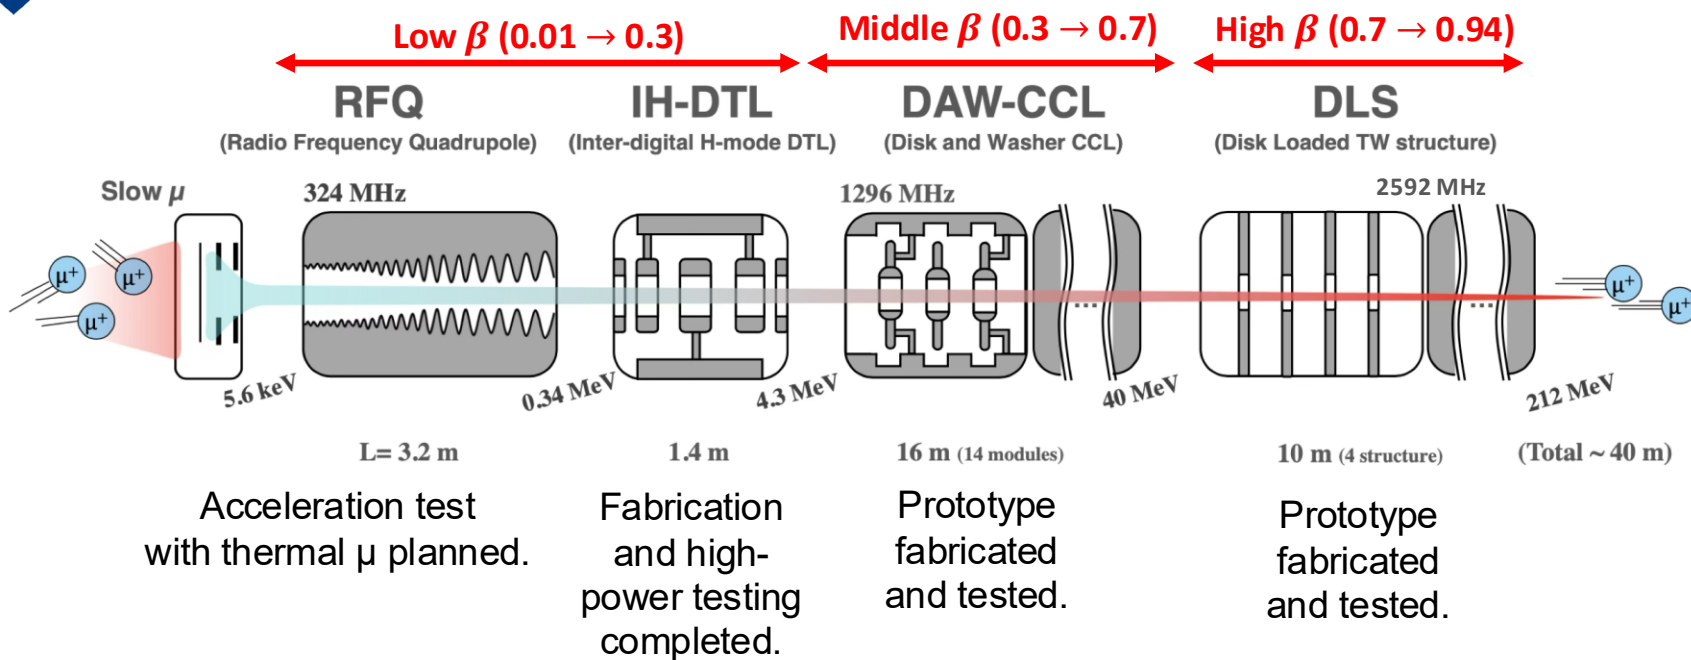 Low β (0.01 → 0.3)
Middle β (0.3 → 0.7)
High β (0.7 → 0.94)
RFQ
IH-DTL
DAW-CCL
DLS
(Radio Frequency Quadrupole)
(Inter-digital H-mode DTL)
(Disk and Washer CCL)
(Disk Loaded TW structure)
Slow μ
324 MHz
1296 MHz
2592 MHz
μ+
μ+
μ+
...
...
μ+
μ+
5.6 keV
0.34 MeV
4.3 MeV
40 MeV
212 MeV
L= 3.2 m
1.4 m
16 m (14 modules)
10 m (4 structure)
(Total ~ 40 m)
Acceleration test
with thermal μ planned.
Fabrication
and high-
power testing
completed.
Prototype
fabricated
and tested.
Prototype
fabricated
and tested.